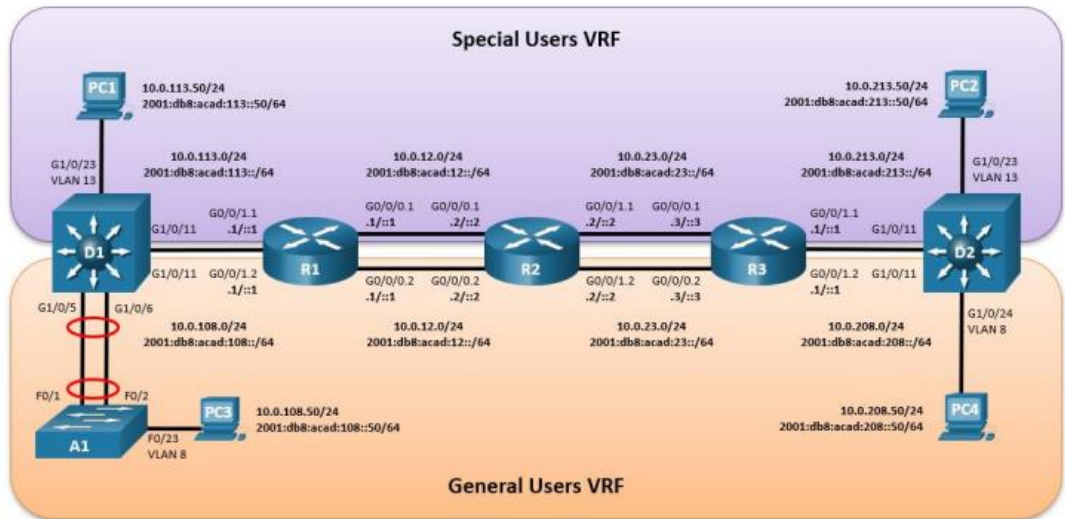 Special Users VRF
PC1
10.0.113.50/24
2001:db8:acad:113::50/64
10.0.213.50/24
2001:db8:acad:213::50/64
PC2
G1/0/23
VLAN 13
10.0.113.0/24
2001:db8:acad:113::/64
10.0.12.0/24
2001:db8:acad:12::/64
10.0.23.0/24
2001:db8:acad:23::/64
10.0.213.0/24
2001:db8:acad:213::/64
G1/0/23
VLAN 13
D1
G1/0/11
G0/0/1.1
.1/::1
R1
G0/0/0.1
.1/::1
G0/0/0.1
.2/::2
R2
G0/0/1.1
.2/::2
G0/0/0.1
.3/::3
R3
G0/0/1.1
.1/::1
G1/0/11
D2
G1/0/11
G0/0/1.2
.1/::1
G0/0/0.2
.1/::1
G0/0/0.2
.2/::2
G0/0/1.2
.2/::2
G0/0/0.2
.3/::3
G0/0/1.2
.1/::1
G1/0/11
G1/0/5
G1/0/6
10.0.108.0/24
2001:db8:acad:108::/64
10.0.12.0/24
2001:db8:acad:12::/64
10.0.23.0/24
2001:db8:acad:23::/64
10.0.208.0/24
2001:db8:acad:208::/64
G1/0/24
VLAN 8
F0/1
F0/2
A1
F0/23
VLAN 8
PC3
10.0.108.50/24
2001:db8:acad:108::50/64
10.0.208.50/24
2001:db8:acad:208::50/64
PC4
General Users VRF